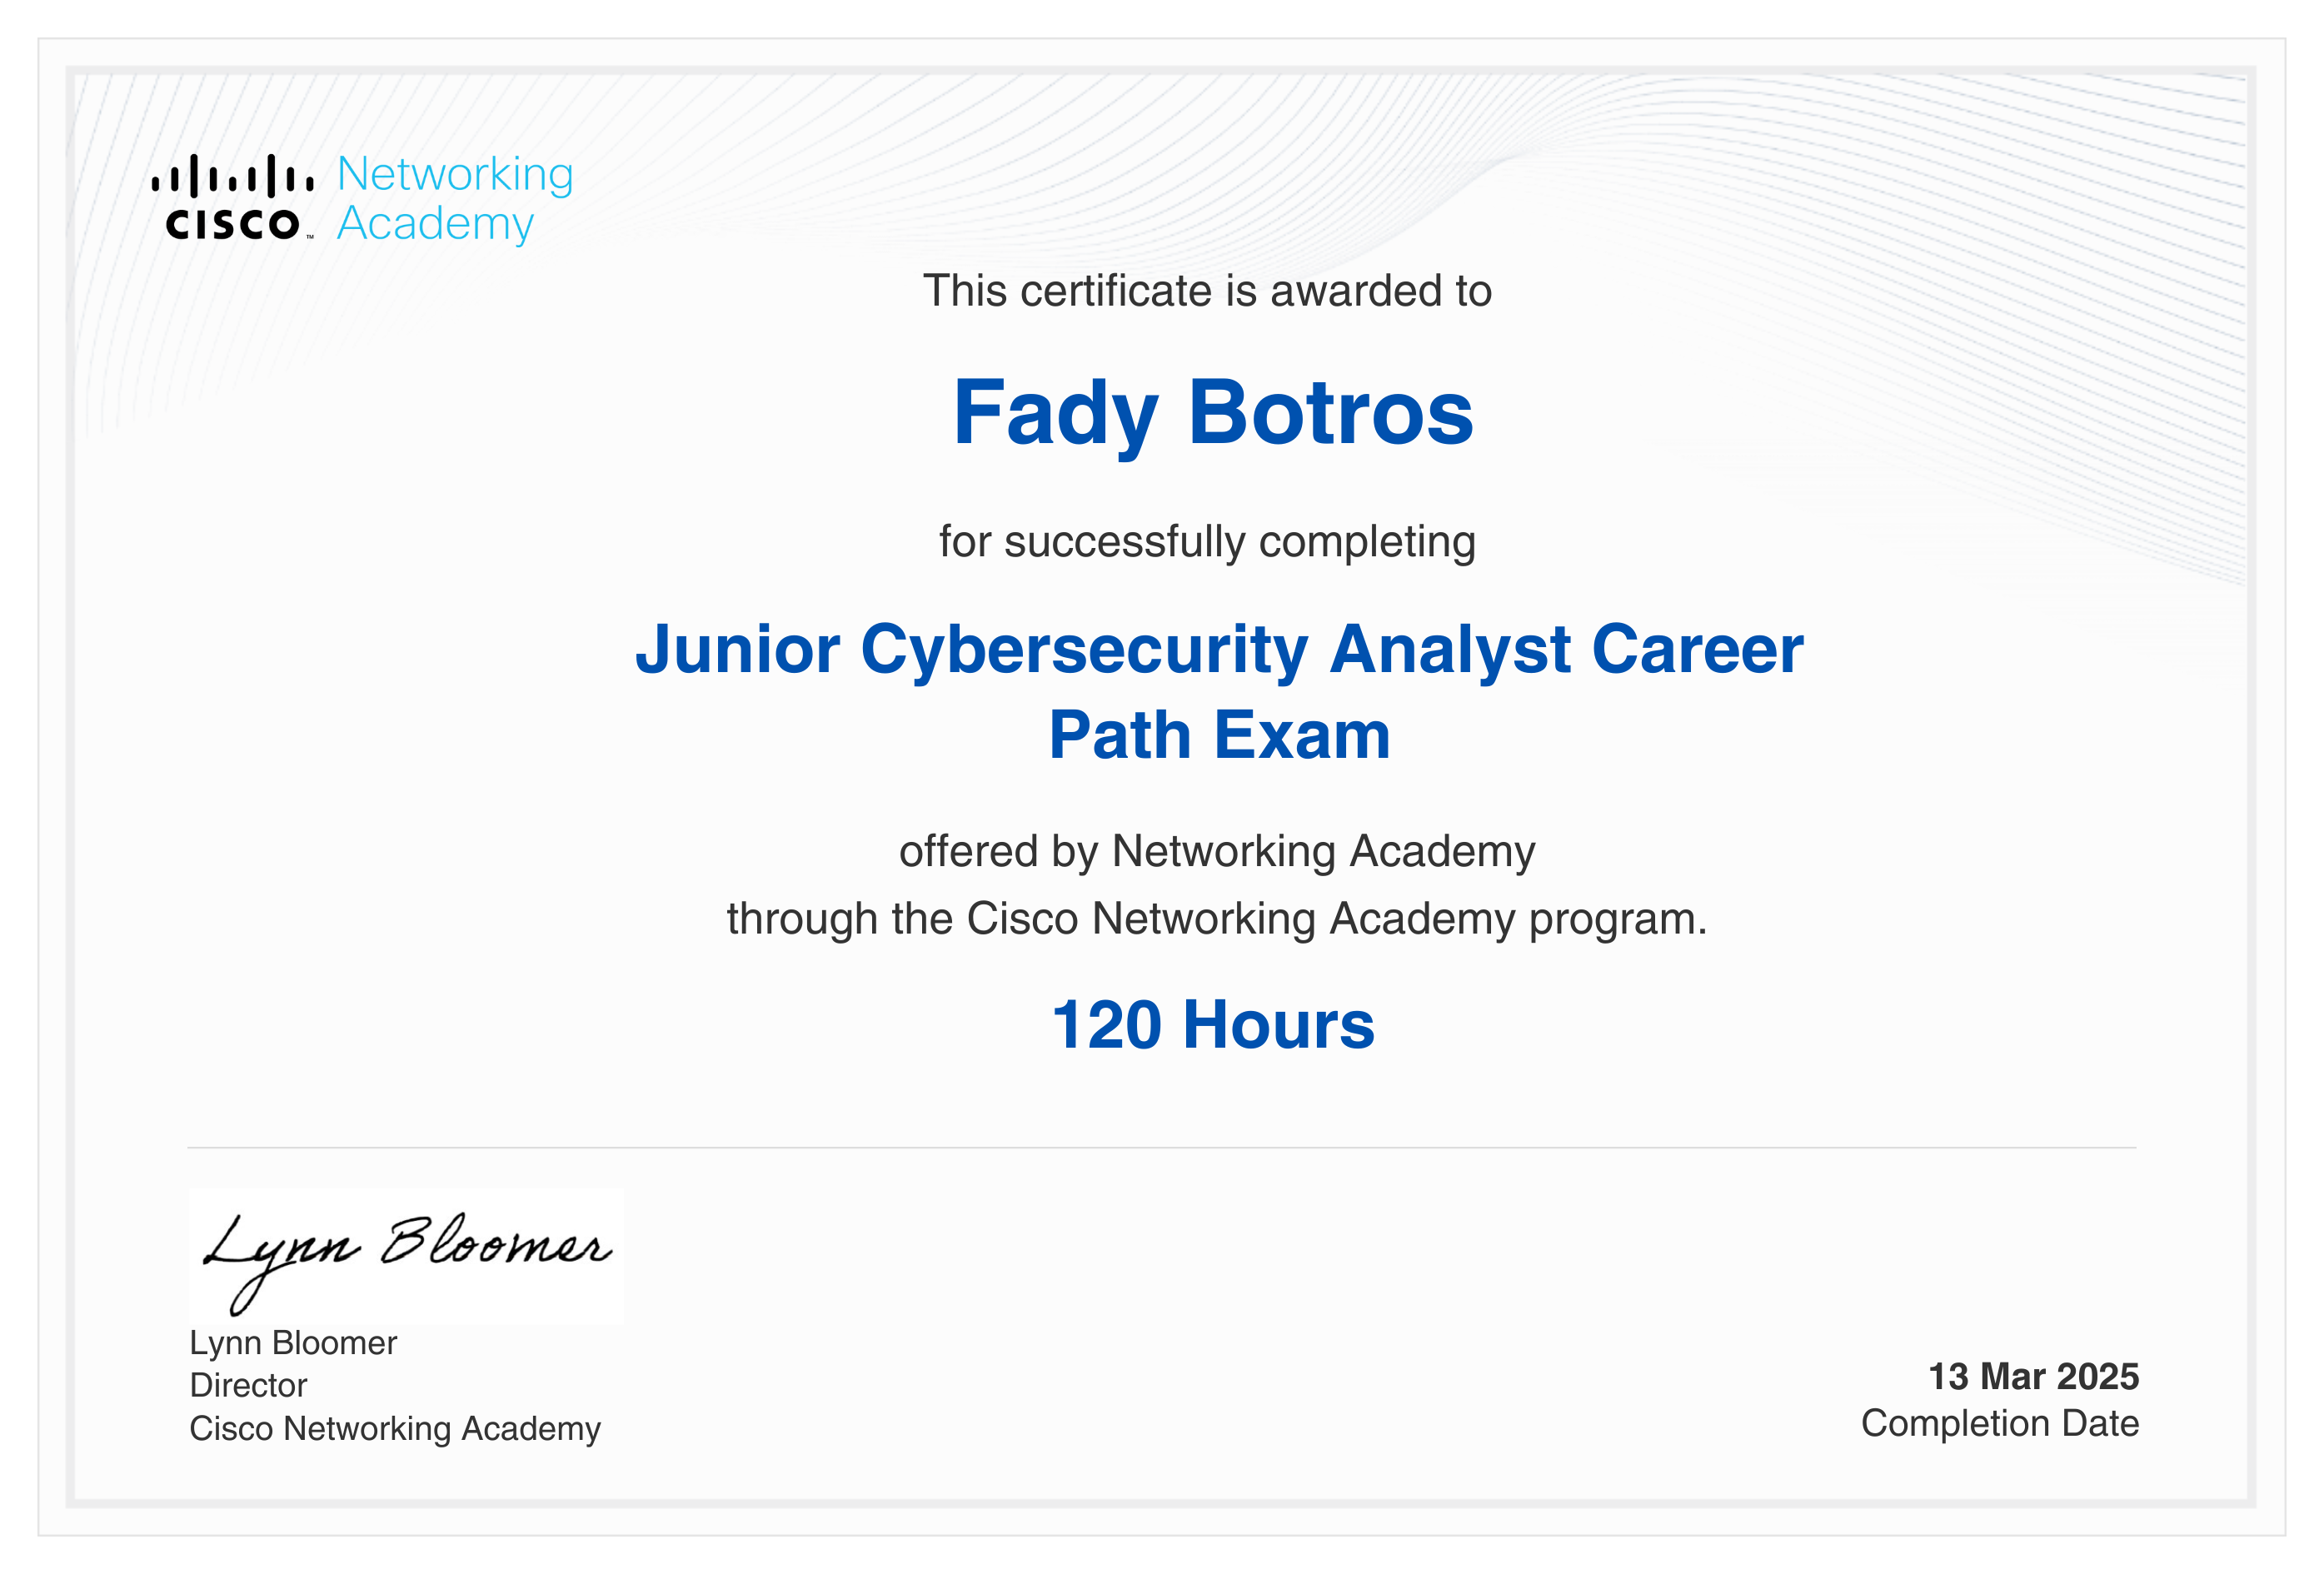 CISCO™
Networking
Academy
This certificate is awarded to
Fady Botros
for successfully completing
Junior Cybersecurity Analyst Career
Path Exam
offered by Networking Academy
through the Cisco Networking Academy program.
120 Hours
Lynn Bloomer
Lynn Bloomer
Director
Cisco Networking Academy
13 Mar 2025
Completion Date